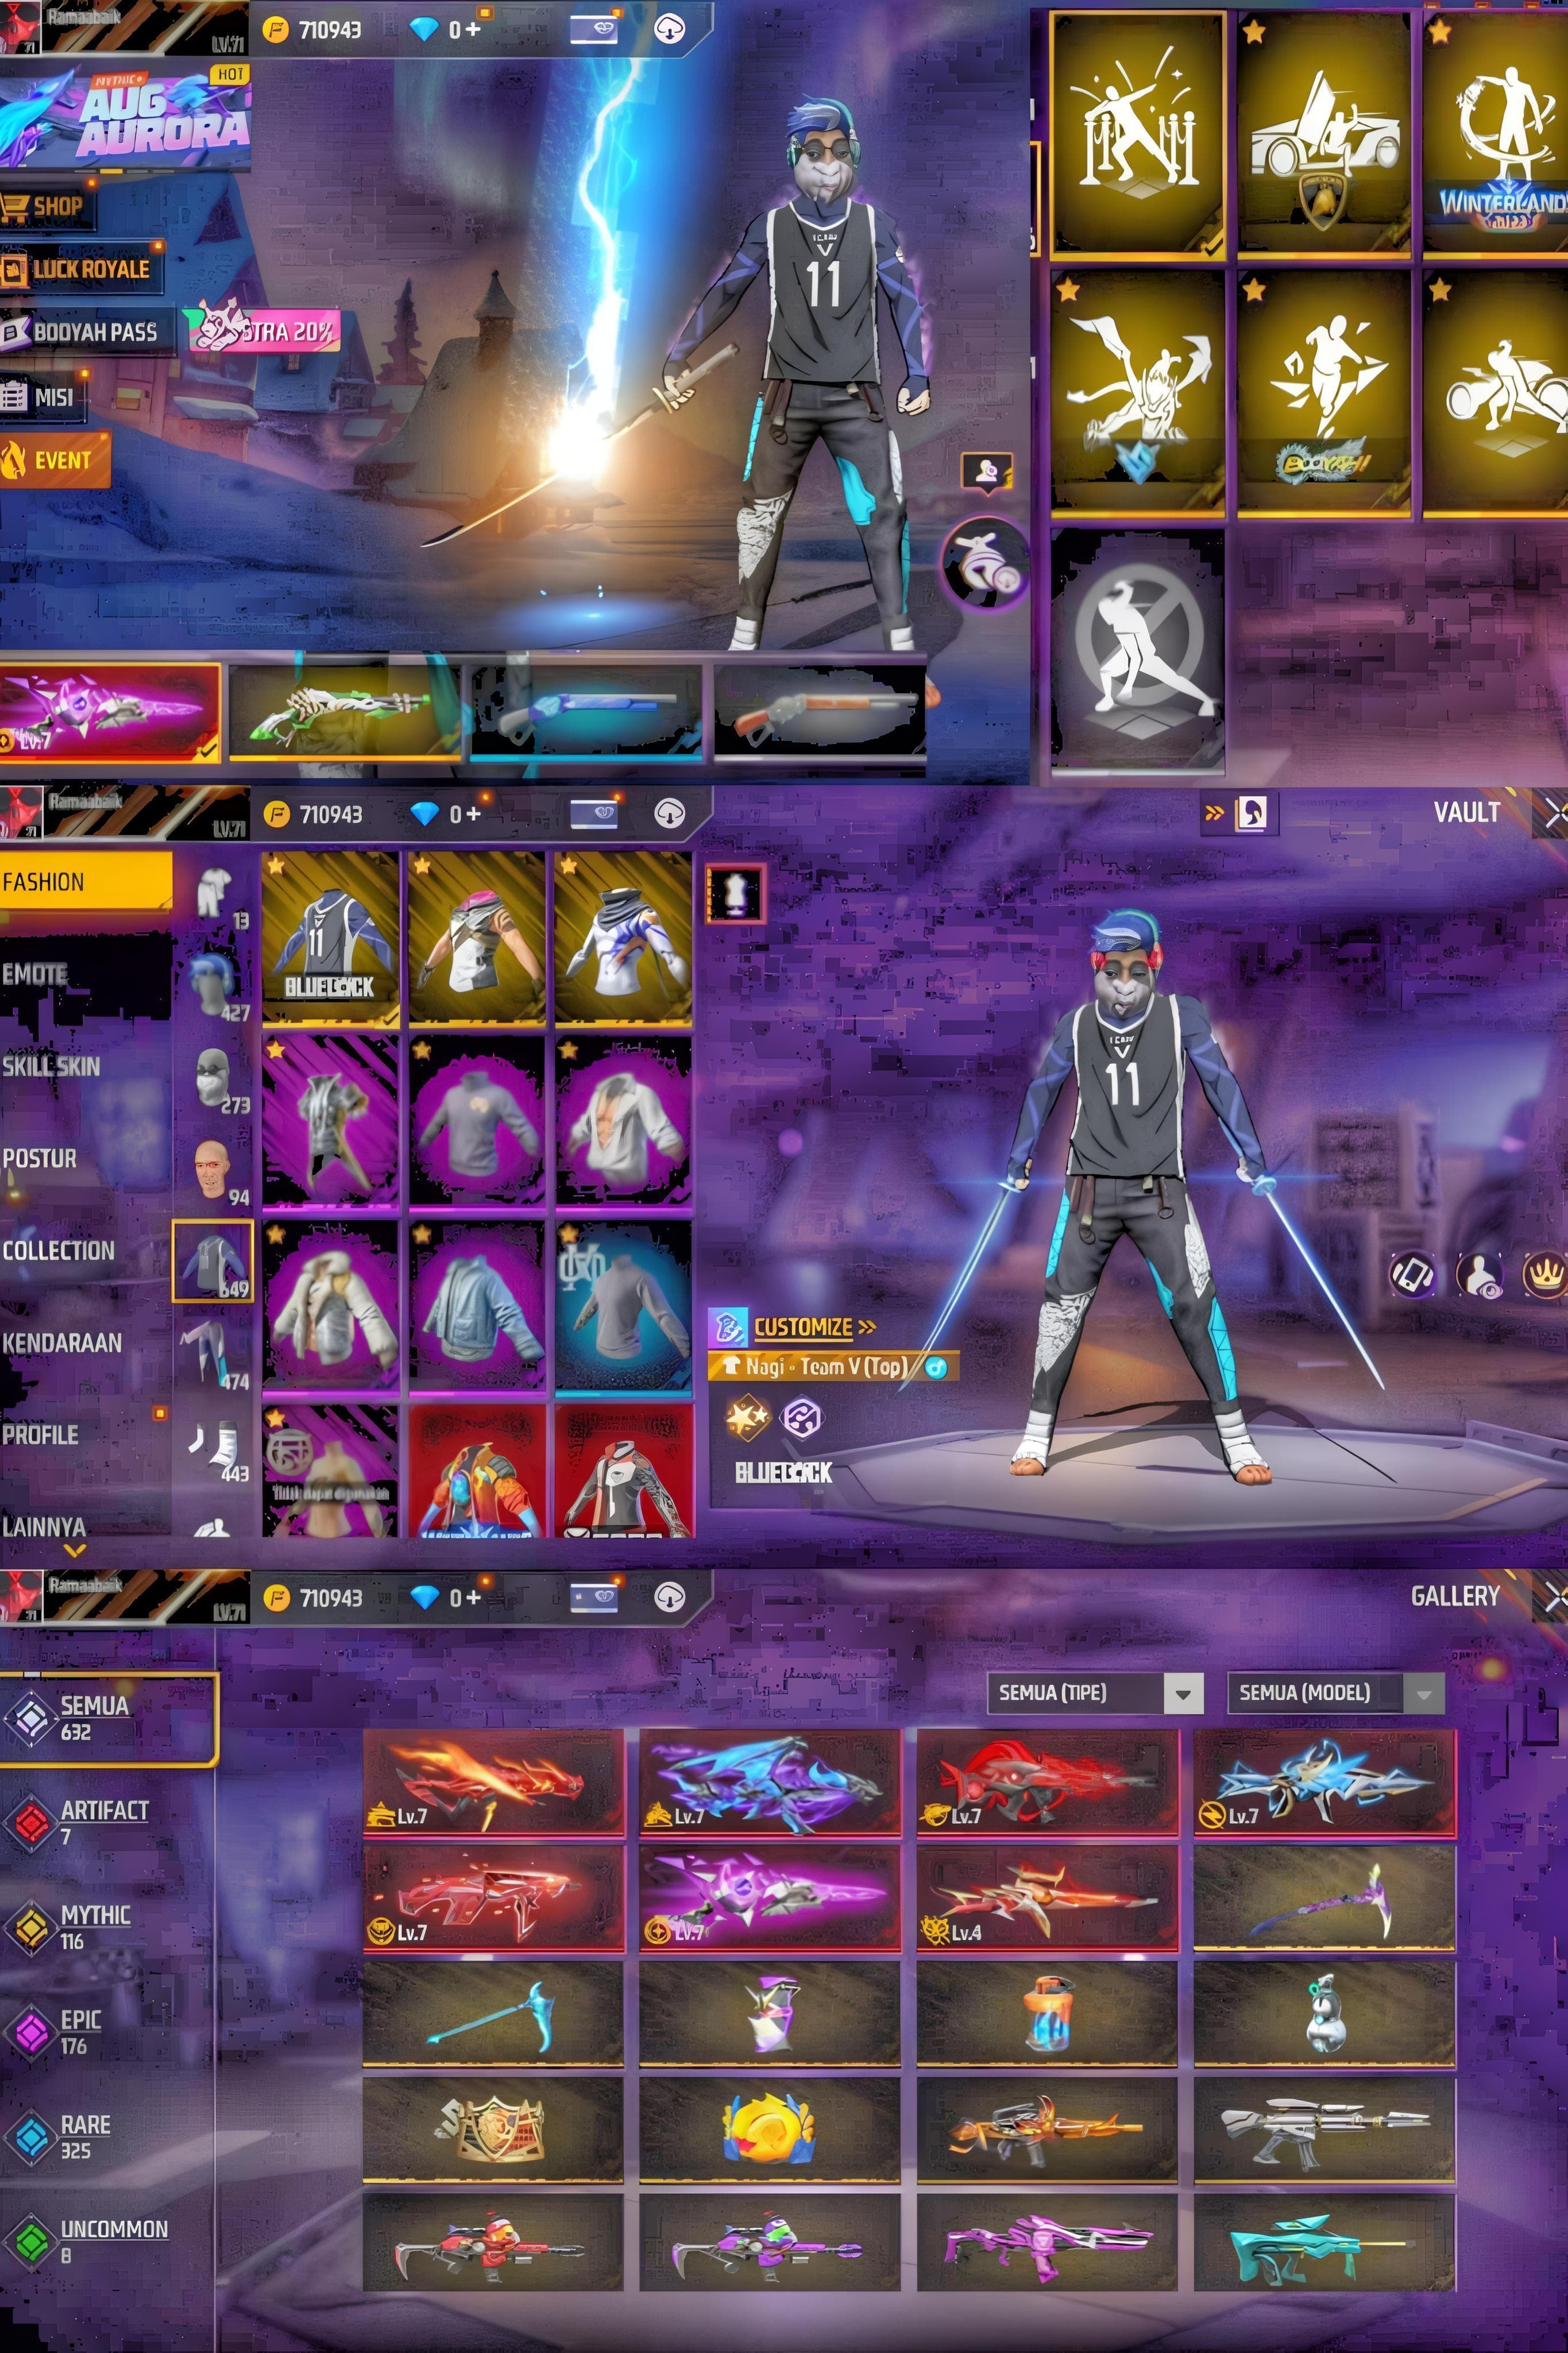 Ramaabaik
LV.71
710943
0+
HOT
MYTHIC
AUG
AURORA
SHOP
LUCK ROYALE
BOOYAH PASS
STRA 20%
MISI
EVENT
11
Lv.7
WINTERLANDS
BOOYAH!
Ramaabaik
LV.71
710943
0+
VAULT
FASHION
EMOTE
SKILL SKIN
POSTUR
COLLECTION
KENDARAAN
PROFILE
LAINNYA
13
427
273
94
649
474
443
11
BLUELOCK
11
CUSTOMIZE
Nagi - Team V (Top)
BLUELOCK
Ramaabaik
LV.71
710943
0+
GALLERY
SEMUA (TIPE)
SEMUA (MODEL)
SEMUA
632
ARTIFACT
7
MYTHIC
116
EPIC
176
RARE
325
UNCOMMON
8
Lv.7
Lv.7
Lv.7
Lv.7
Lv.7
Lv.7
Lv.4